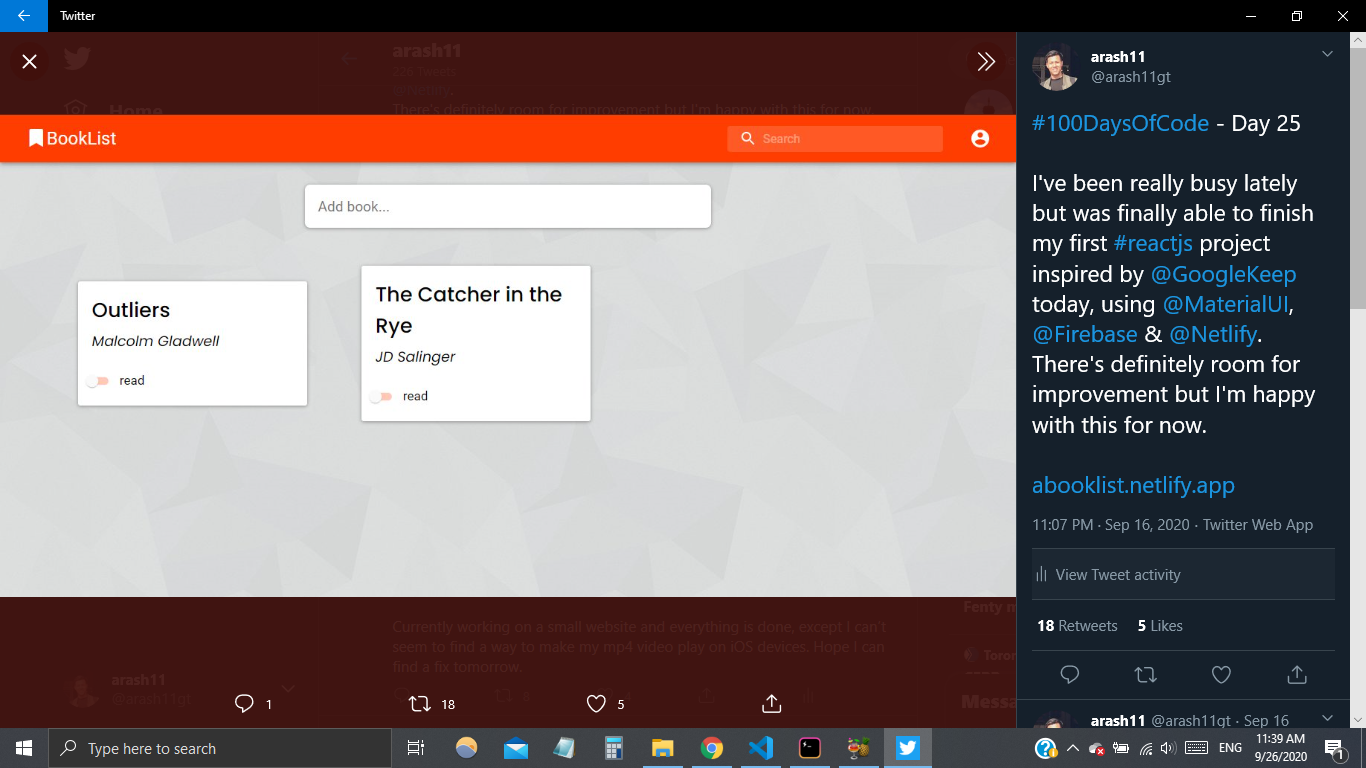 Twitter
arash11
22K Tweets
@Netlify.
There's definitely room for improvement but I'm happy with this for now.
Home
BookList
Search
Add book...
Outliers
Malcolm Gladwell
read
The Catcher in the
Rye
JD Salinger
read
Currently working on a small website and everything is done, except I can't
seem to find a way to make my mp4 video play on iOS devices. Hope I can
find a fix tomorrow.
arash11
@arash11gt
1
18
5
arash11
@arash11gt
#100DaysOfCode - Day 25
I've been really busy lately
but was finally able to finish
my first #reactjs project
inspired by @GoogleKeep
today, using @MaterialUI,
@Firebase & @Netlify.
There's definitely room for
improvement but I'm happy
with this for now.
abooklist.netlify.app
11:07 PM · Sep 16, 2020 · Twitter Web App
View Tweet activity
18 Retweets 5 Likes
arash11 @arash11gt · Sep 16
Type here to search
ENG
11:39 AM
9/26/2020
1